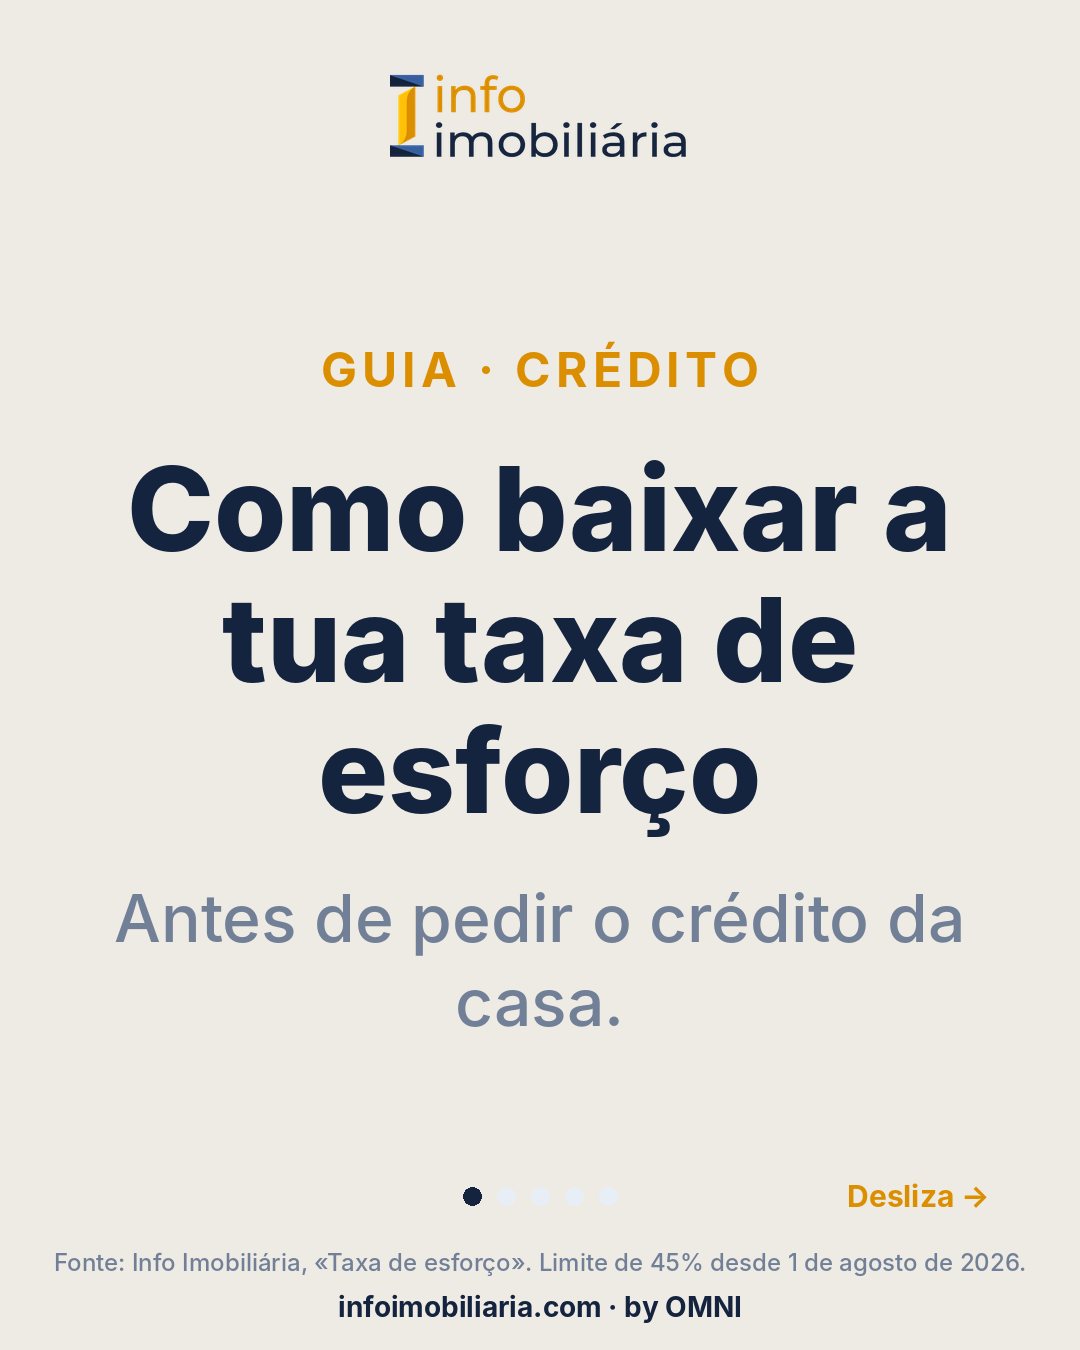 info
imobiliária
GUIA · CRÉDITO
Como baixar a
tua taxa de
esforço
Antes de pedir o crédito da
casa.
Desliza →
Fonte: Info Imobiliária, «Taxa de esforço». Limite de 45% desde 1 de agosto de 2026.
infoimobiliaria.com · by OMNI